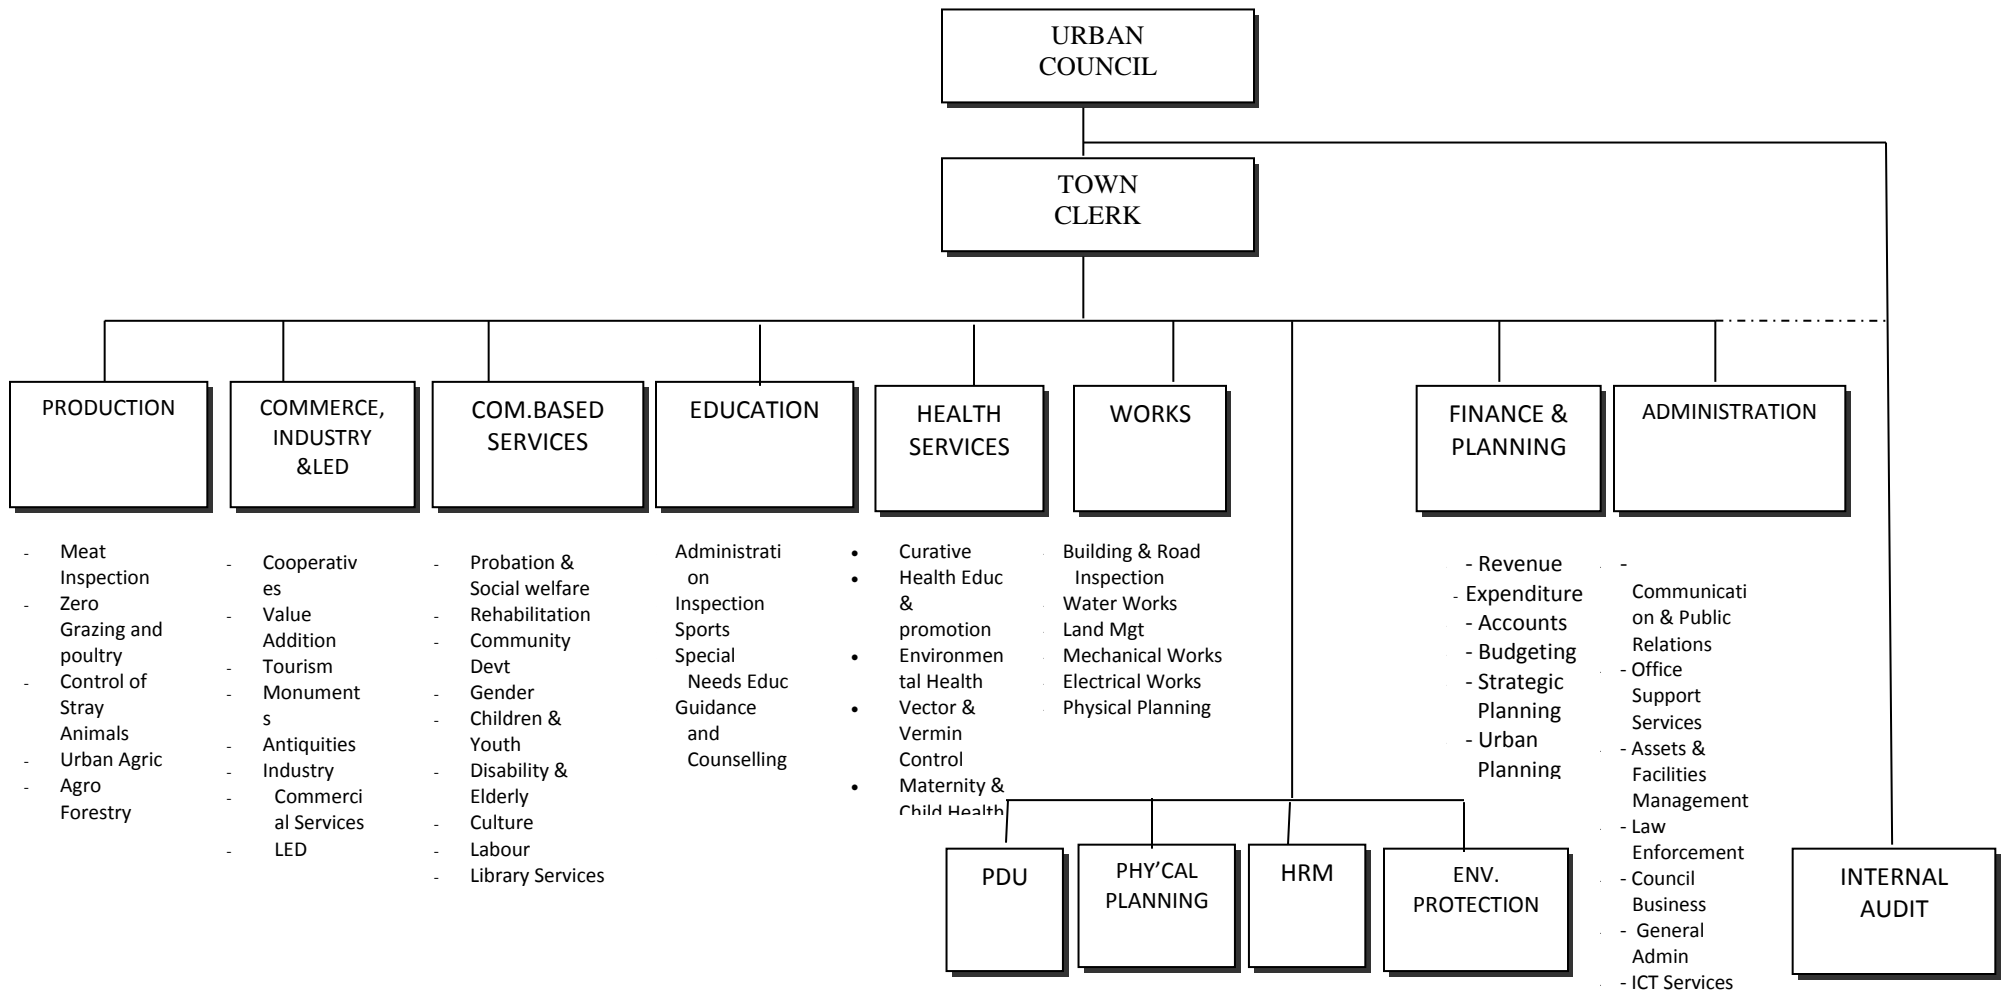 URBAN
COUNCIL
TOWN
CLERK
PRODUCTION
COMMERCE,
INDUSTRY
&LED
COM.BASED
SERVICES
EDUCATION
HEALTH
SERVICES
WORKS
FINANCE &
PLANNING
ADMINISTRATION
- Meat
Inspection
- Zero
Grazing and
poultry
- Control of
Stray
Animals
- Urban Agric
- Agro
Forestry
- Cooperativ
es
- Value
Addition
- Tourism
- Monument
s
- Antiquities
- Industry
- Commerci
al Services
- LED
- Probation &
Social welfare
- Rehabilitation
- Community
Devt
- Gender
- Children &
Youth
- Disability &
Elderly
- Culture
- Labour
- Library Services
Administrati
on
Inspection
Sports
Special
Needs Educ
Guidance
and
Counselling
• Curative
• Health Educ
&
promotion
• Environmen
tal Health
• Vector &
Vermin
Control
• Maternity &
Child Health
Building & Road
Inspection
Water Works
Land Mgt
Mechanical Works
Electrical Works
Physical Planning
- Revenue
- Expenditure
- Accounts
- Budgeting
- Strategic
Planning
- Urban
Planning
-
Communicati
on & Public
Relations
- Office
Support
Services
- Assets &
Facilities
Management
- Law
Enforcement
- Council
Business
- General
Admin
- ICT Services
PDU
PHY’CAL
PLANNING
HRM
ENV.
PROTECTION
INTERNAL
AUDIT